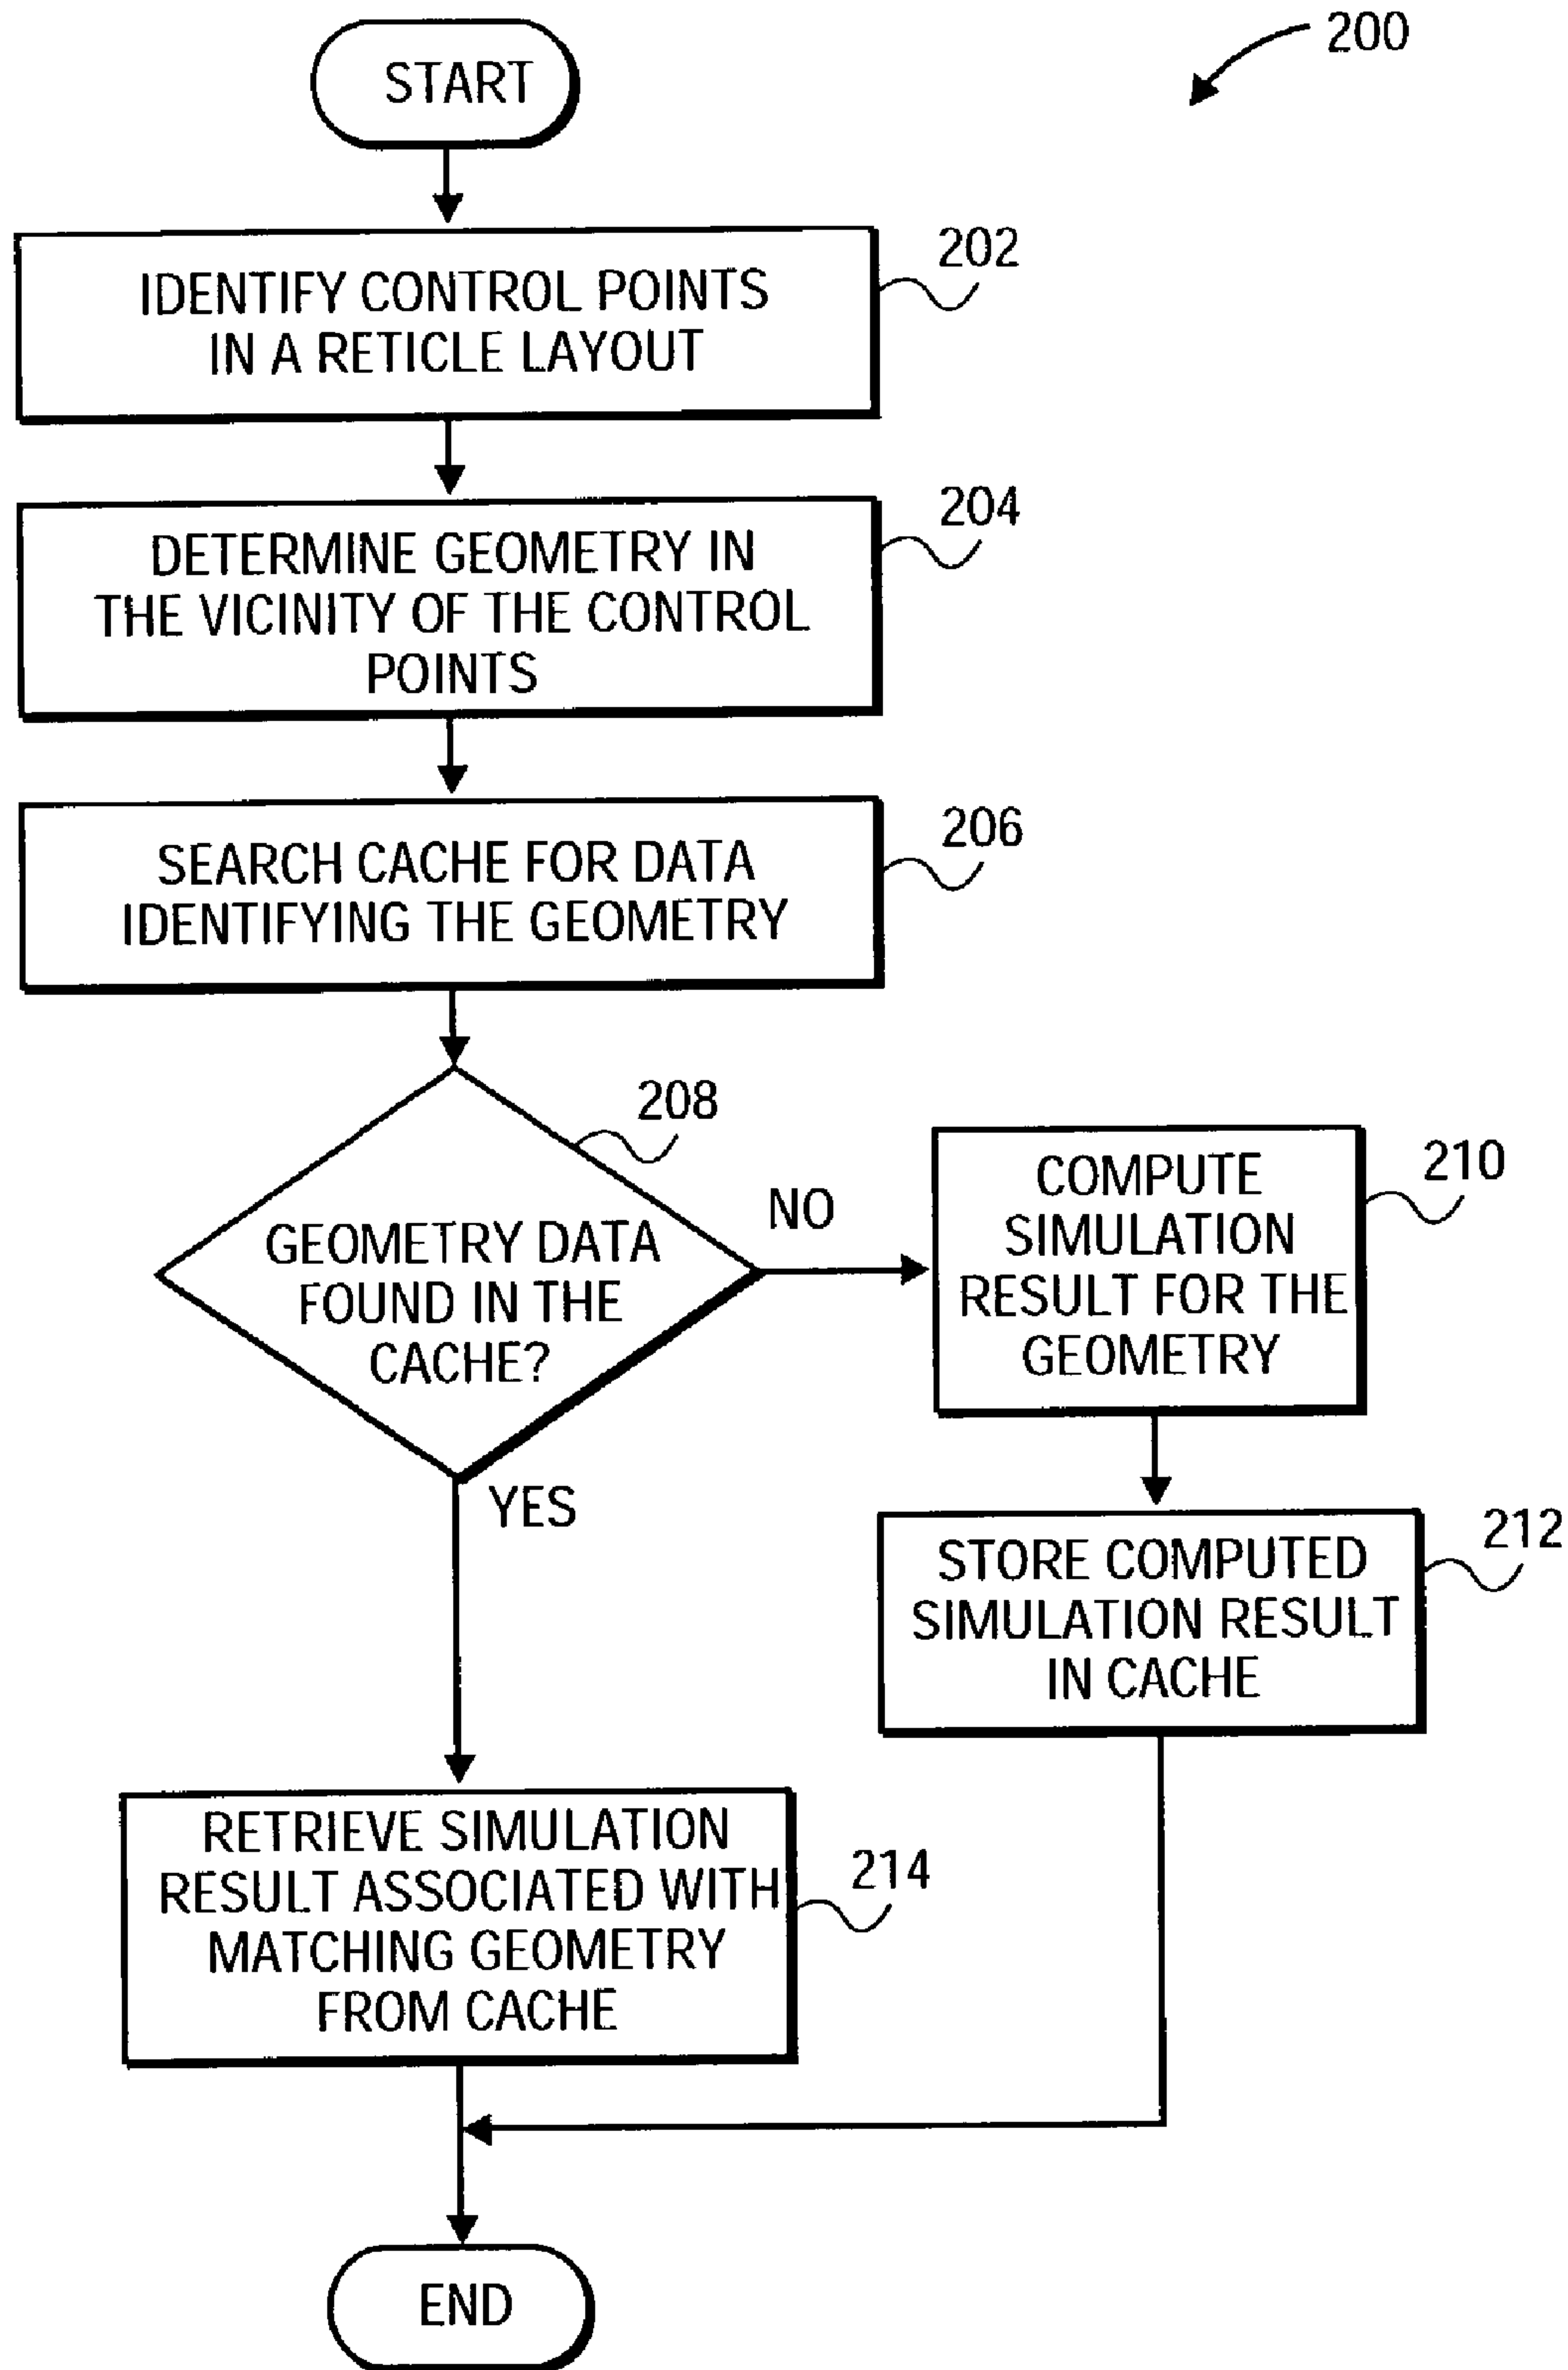 200
START
202
IDENTIFY CONTROL POINTS
IN A RETICLE LAYOUT
204
DETERMINE GEOMETRY IN
THE VICINITY OF THE CONTROL
POINTS
206
SEARCH CACHE FOR DATA
IDENTIFYING THE GEOMETRY
208
GEOMETRY DATA
FOUND IN THE
CACHE?
NO
210
COMPUTE
SIMULATION
RESULT FOR THE
GEOMETRY
YES
212
STORE COMPUTED
SIMULATION RESULT
IN CACHE
214
RETRIEVE SIMULATION
RESULT ASSOCIATED WITH
MATCHING GEOMETRY
FROM CACHE
END